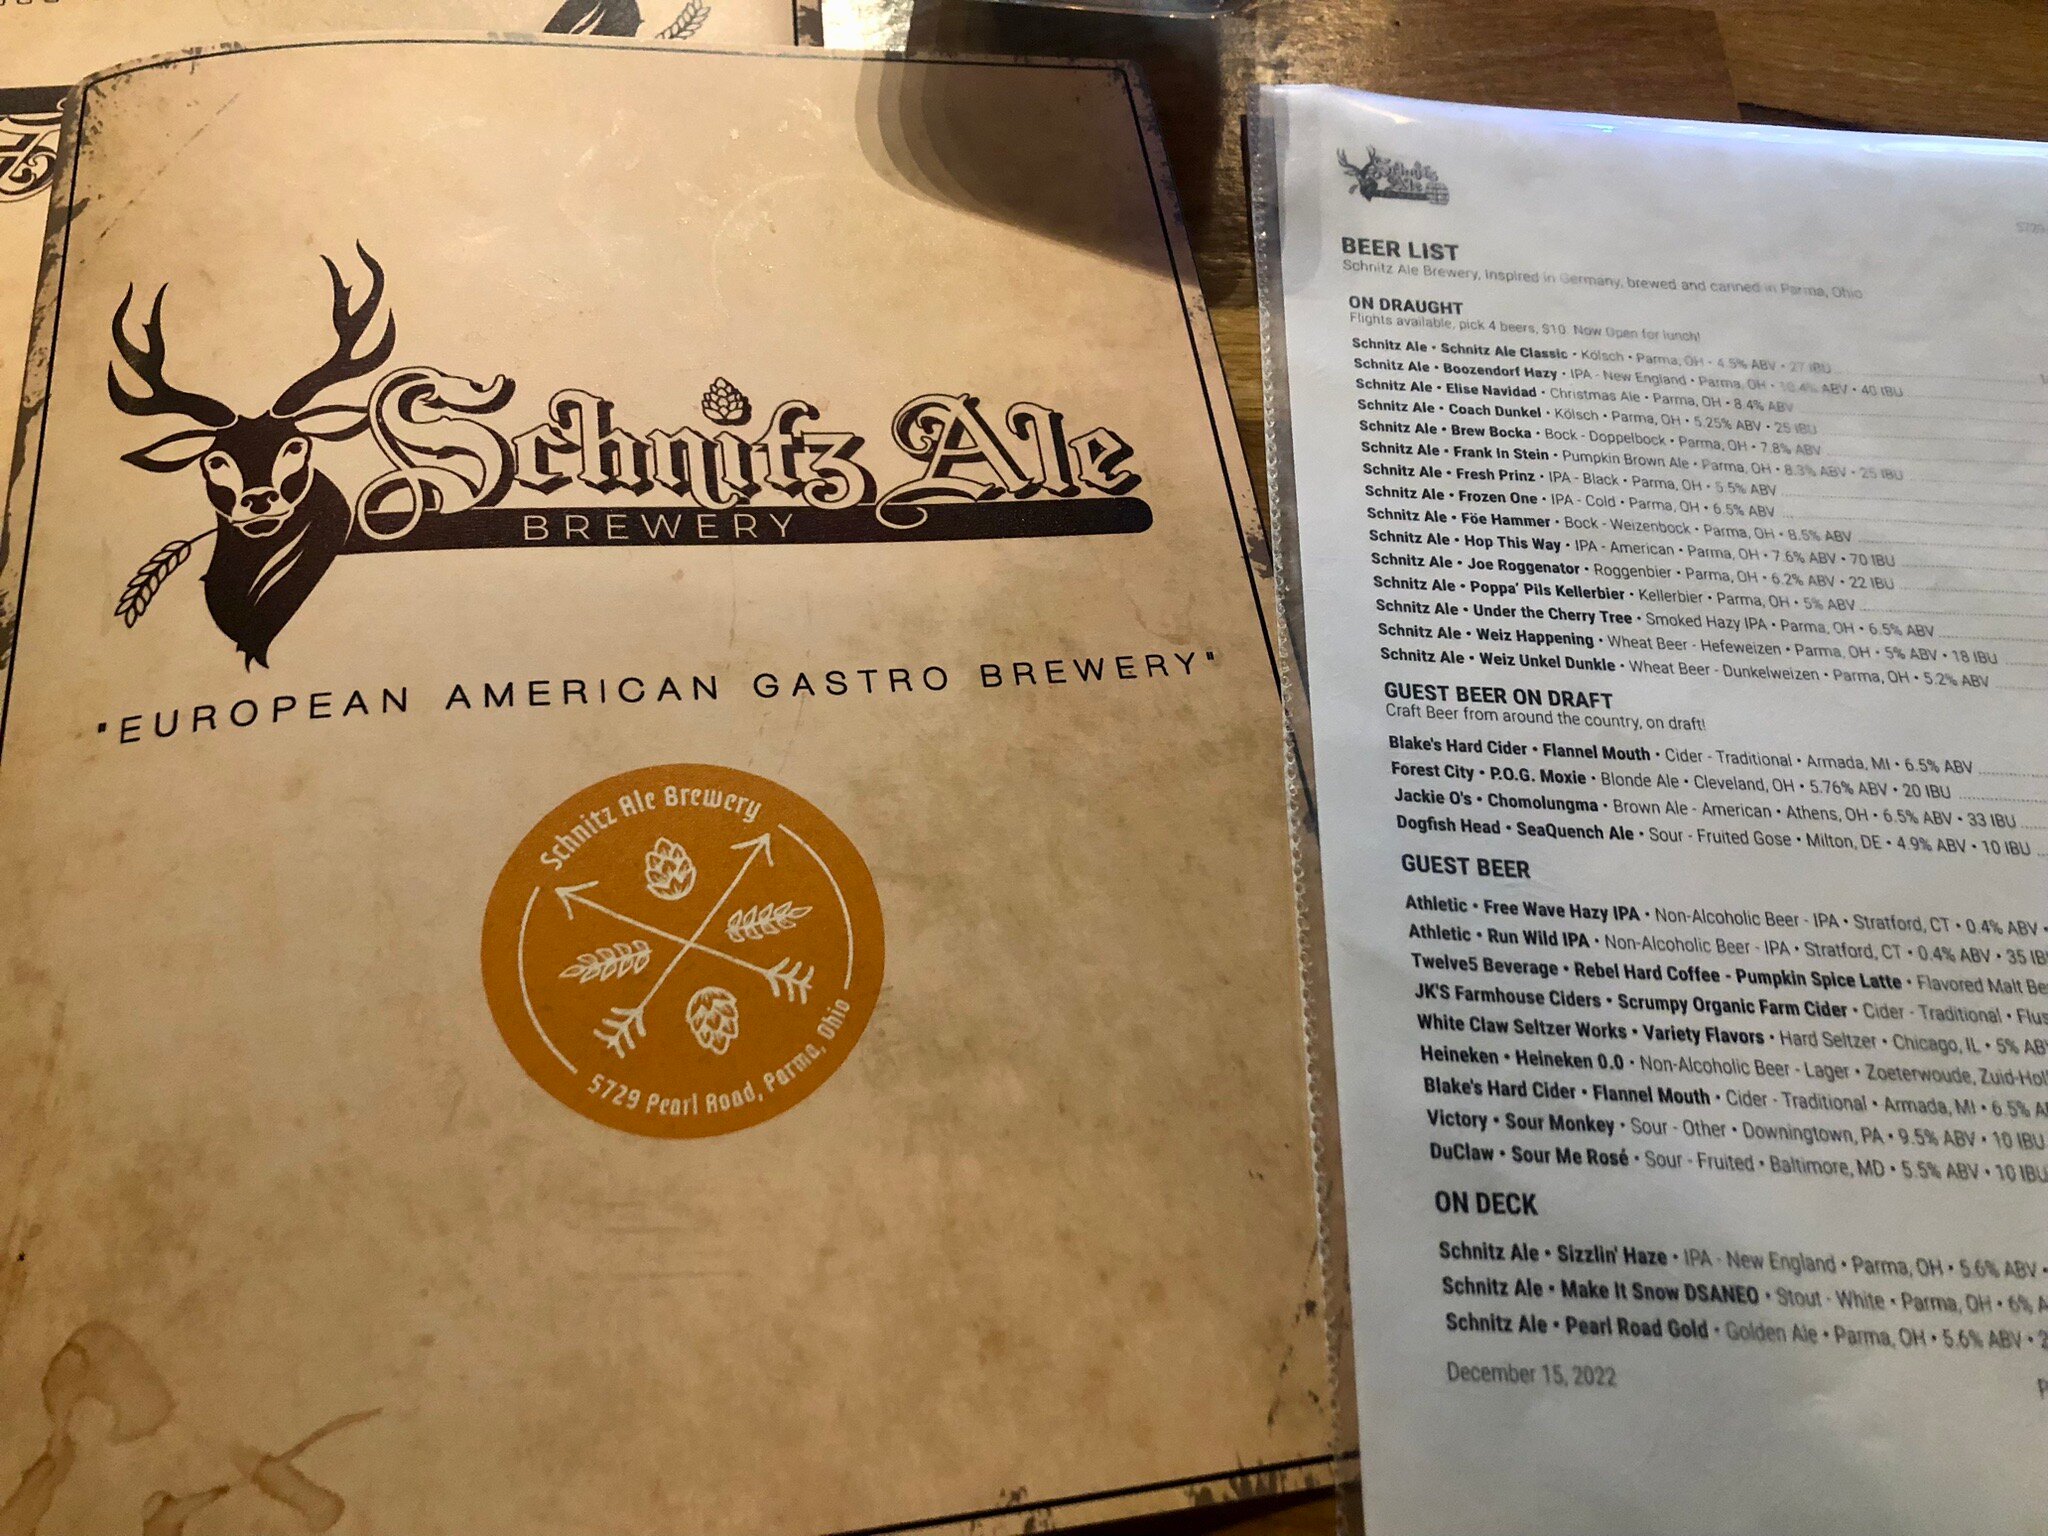 Schnitz Ale
BREWERY
"EUROPEAN AMERICAN GASTRO BREWERY"
Schnitz Ale Brewery
5729 Pearl Road, Parma, Ohio
Schnitz
Ale
BEER LIST
Schnitz Ale Brewery, Inspired in Germany, brewed and canned in Parma, Ohio
ON DRAUGHT
Flights available, pick 4 beers, $10. Now Open for lunch!
Schnitz Ale • Schnitz Ale Classic • Kölsch • Parma, OH • 4.5% ABV • 27 IBU
Schnitz Ale • Boozendorf Hazy • IPA - New England • Parma, OH • 10.4% ABV • 40 IBU
Schnitz Ale • Elise Navidad • Christmas Ale • Parma, OH • 8.4% ABV
Schnitz Ale • Coach Dunkel • Kölsch • Parma, OH • 5.25% ABV • 25 IBU
Schnitz Ale • Brew Bocka • Bock - Doppelbock • Parma, OH • 7.8% ABV
Schnitz Ale • Frank In Stein • Pumpkin Brown Ale • Parma, OH • 8.3% ABV • 25 IBU
Schnitz Ale • Fresh Prinz • IPA - Black • Parma, OH • 5.5% ABV
Schnitz Ale • Frozen One • IPA - Cold • Parma, OH • 6.5% ABV
Schnitz Ale • Föe Hammer • Bock - Weizenbock • Parma, OH • 8.5% ABV
Schnitz Ale • Hop This Way • IPA - American • Parma, OH • 7.6% ABV • 70 IBU
Schnitz Ale • Joe Roggenator • Roggenbier • Parma, OH • 6.2% ABV • 22 IBU
Schnitz Ale • Poppa' Pils Kellerbier • Kellerbier • Parma, OH • 5% ABV
Schnitz Ale • Under the Cherry Tree • Smoked Hazy IPA • Parma, OH • 6.5% ABV
Schnitz Ale • Weiz Happening • Wheat Beer - Hefeweizen • Parma, OH • 5% ABV • 18 IBU
Schnitz Ale • Weiz Unkel Dunkle • Wheat Beer - Dunkelweizen • Parma, OH • 5.2% ABV
GUEST BEER ON DRAFT
Craft Beer from around the country, on draft!
Blake's Hard Cider • Flannel Mouth • Cider - Traditional • Armada, MI • 6.5% ABV
Forest City • P.O.G. Moxie • Blonde Ale • Cleveland, OH • 5.76% ABV • 20 IBU
Jackie O's • Chomolungma • Brown Ale - American • Athens, OH • 6.5% ABV • 33 IBU
Dogfish Head • SeaQuench Ale • Sour - Fruited Gose • Milton, DE • 4.9% ABV • 10 IBU
GUEST BEER
Athletic • Free Wave Hazy IPA • Non-Alcoholic Beer - IPA • Stratford, CT • 0.4% ABV •
Athletic • Run Wild IPA • Non-Alcoholic Beer - IPA • Stratford, CT • 0.4% ABV • 35 IB
Twelve5 Beverage • Rebel Hard Coffee - Pumpkin Spice Latte • Flavored Malt Be
JK'S Farmhouse Ciders • Scrumpy Organic Farm Cider • Cider - Traditional • Flus
White Claw Seltzer Works • Variety Flavors • Hard Seltzer • Chicago, IL • 5% AB
Heineken • Heineken 0.0 • Non-Alcoholic Beer - Lager • Zoeterwoude, Zuid-Hol
Blake's Hard Cider • Flannel Mouth • Cider - Traditional • Armada, MI • 6.5% A
Victory • Sour Monkey • Sour - Other • Downingtown, PA • 9.5% ABV • 10 IBU
DuClaw • Sour Me Rosé • Sour - Fruited • Baltimore, MD • 5.5% ABV • 10 IBU
ON DECK
Schnitz Ale • Sizzlin' Haze • IPA - New England • Parma, OH • 5.6% ABV •
Schnitz Ale • Make It Snow DSANEO • Stout - White • Parma, OH • 6% A
Schnitz Ale • Pearl Road Gold • Golden Ale • Parma, OH • 5.6% ABV • 2
December 15, 2022